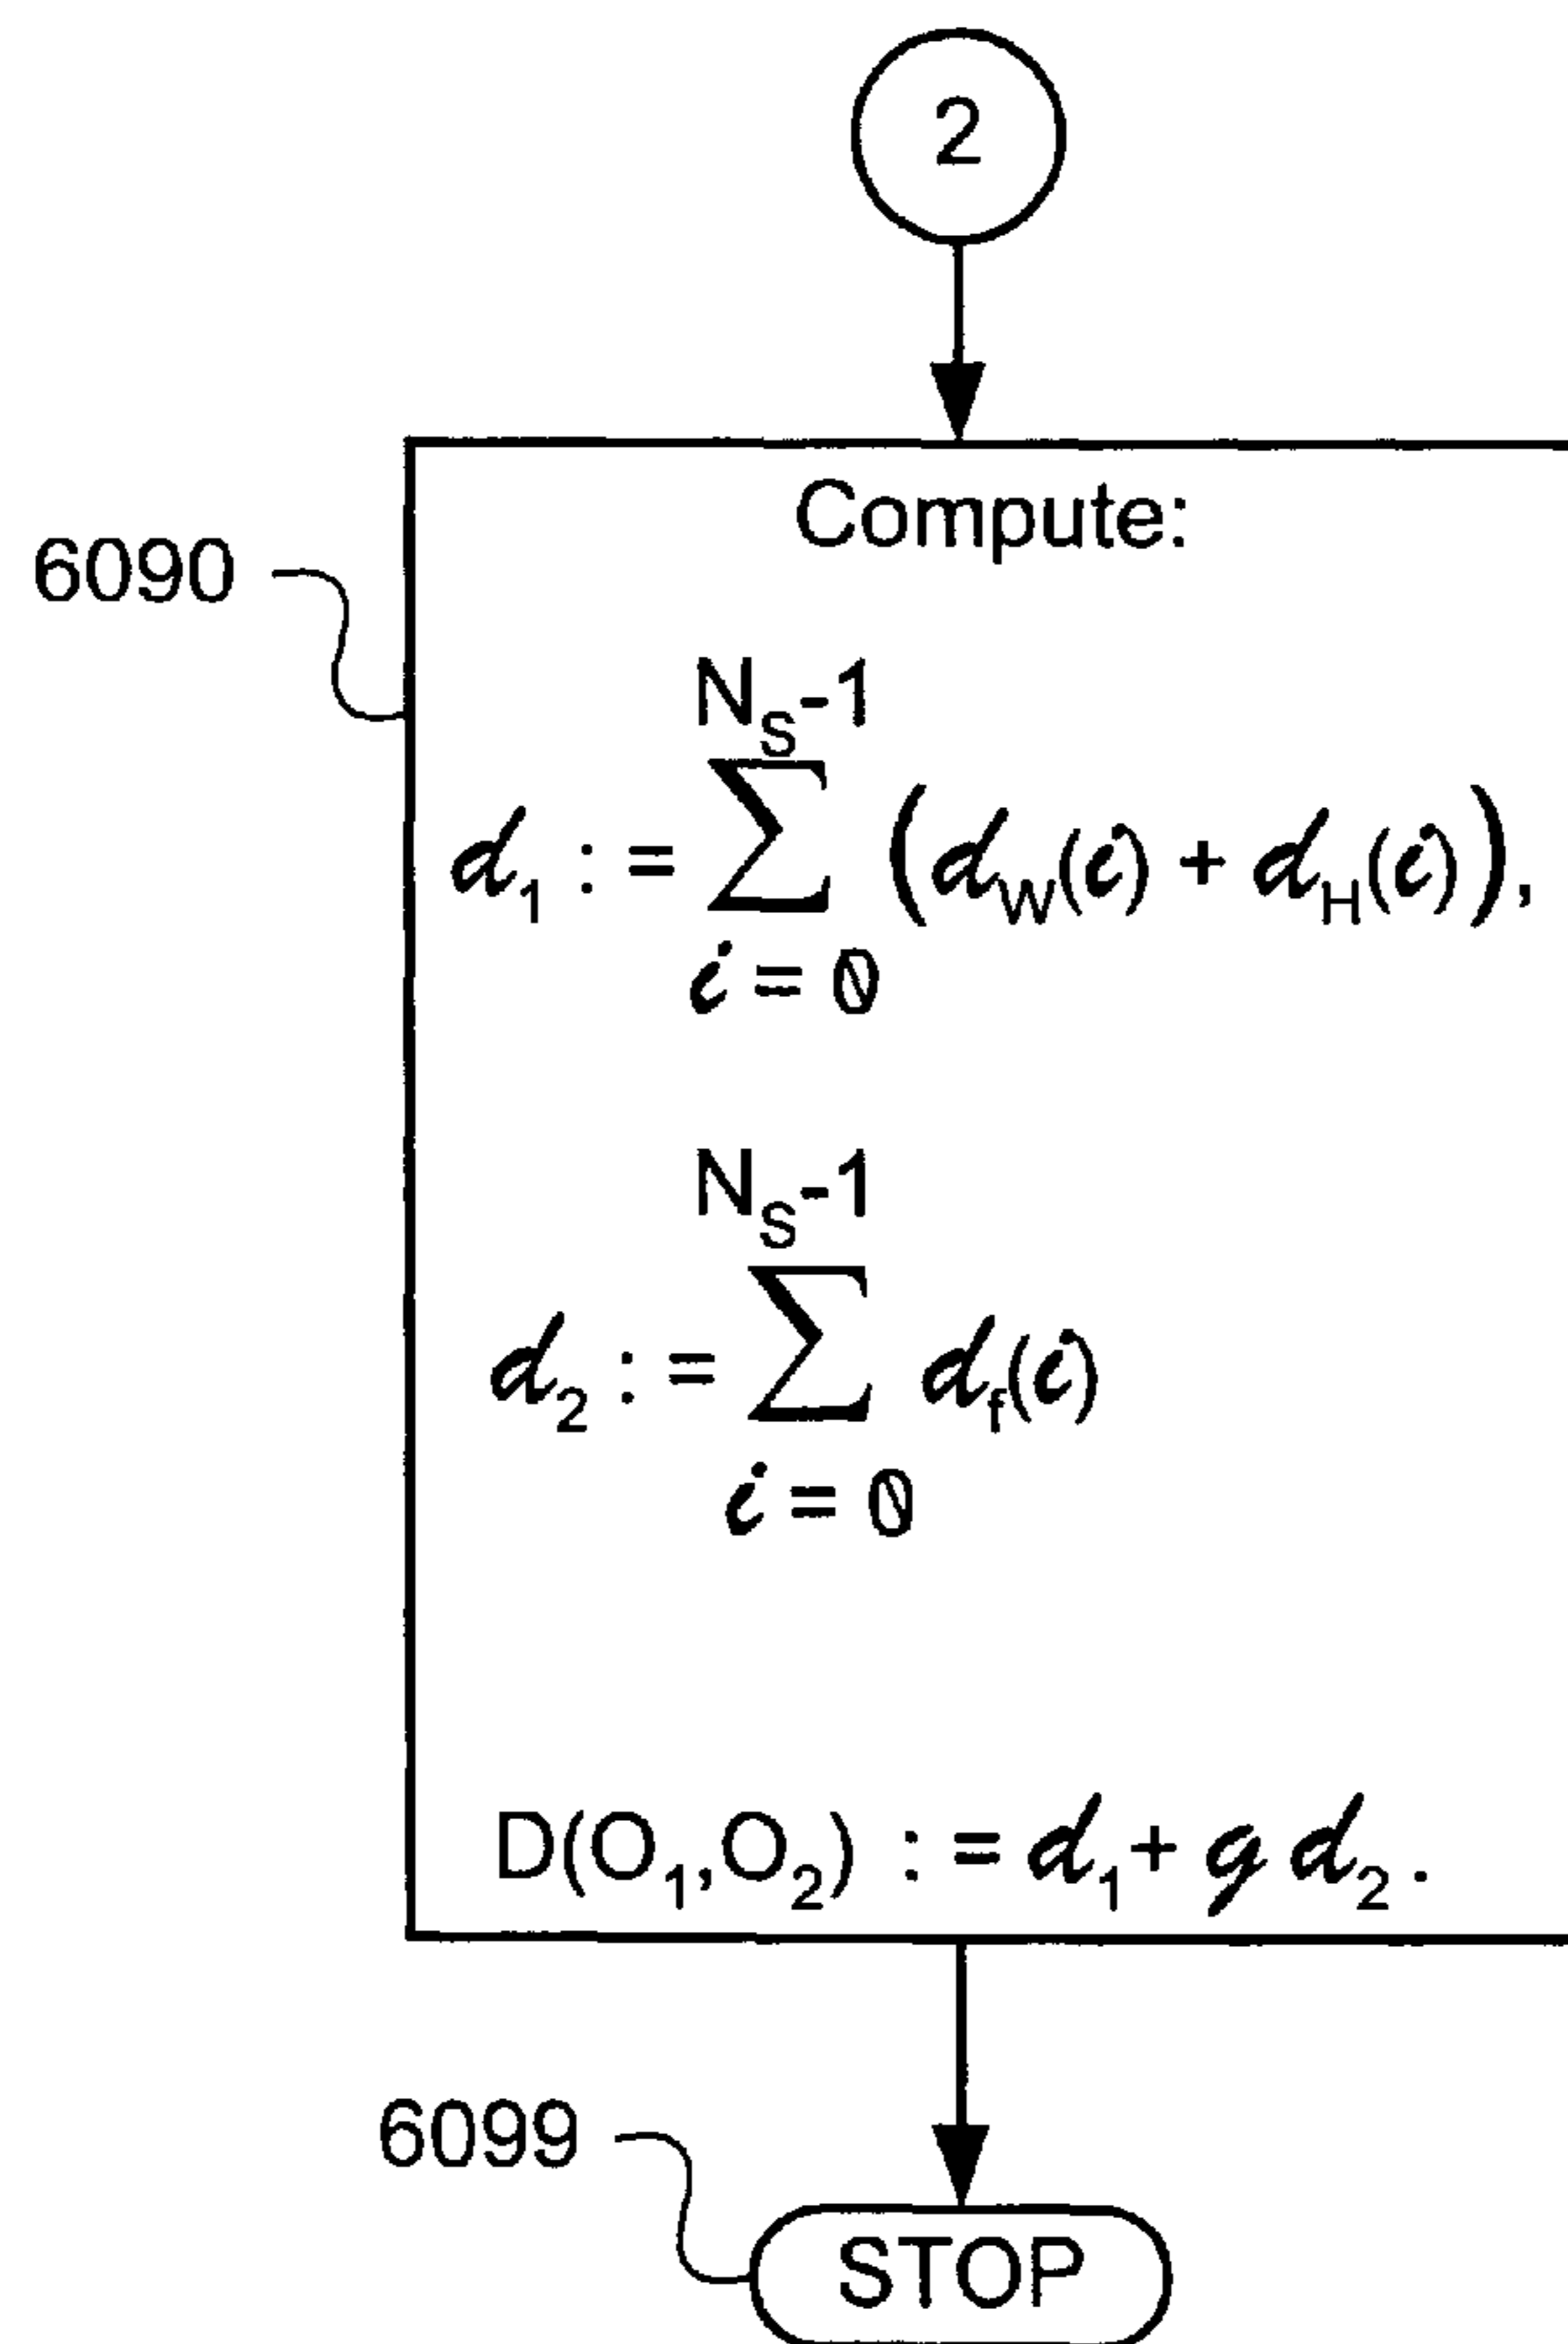 2
Compute:
6090
N_S-1
d_1 := ∑ (d_W(i) + d_H(i)),
i = 0
N_S-1
d_2 := ∑ d_f(i)
i = 0
D(O_1,O_2) := d_1 + g d_2.
6099
STOP